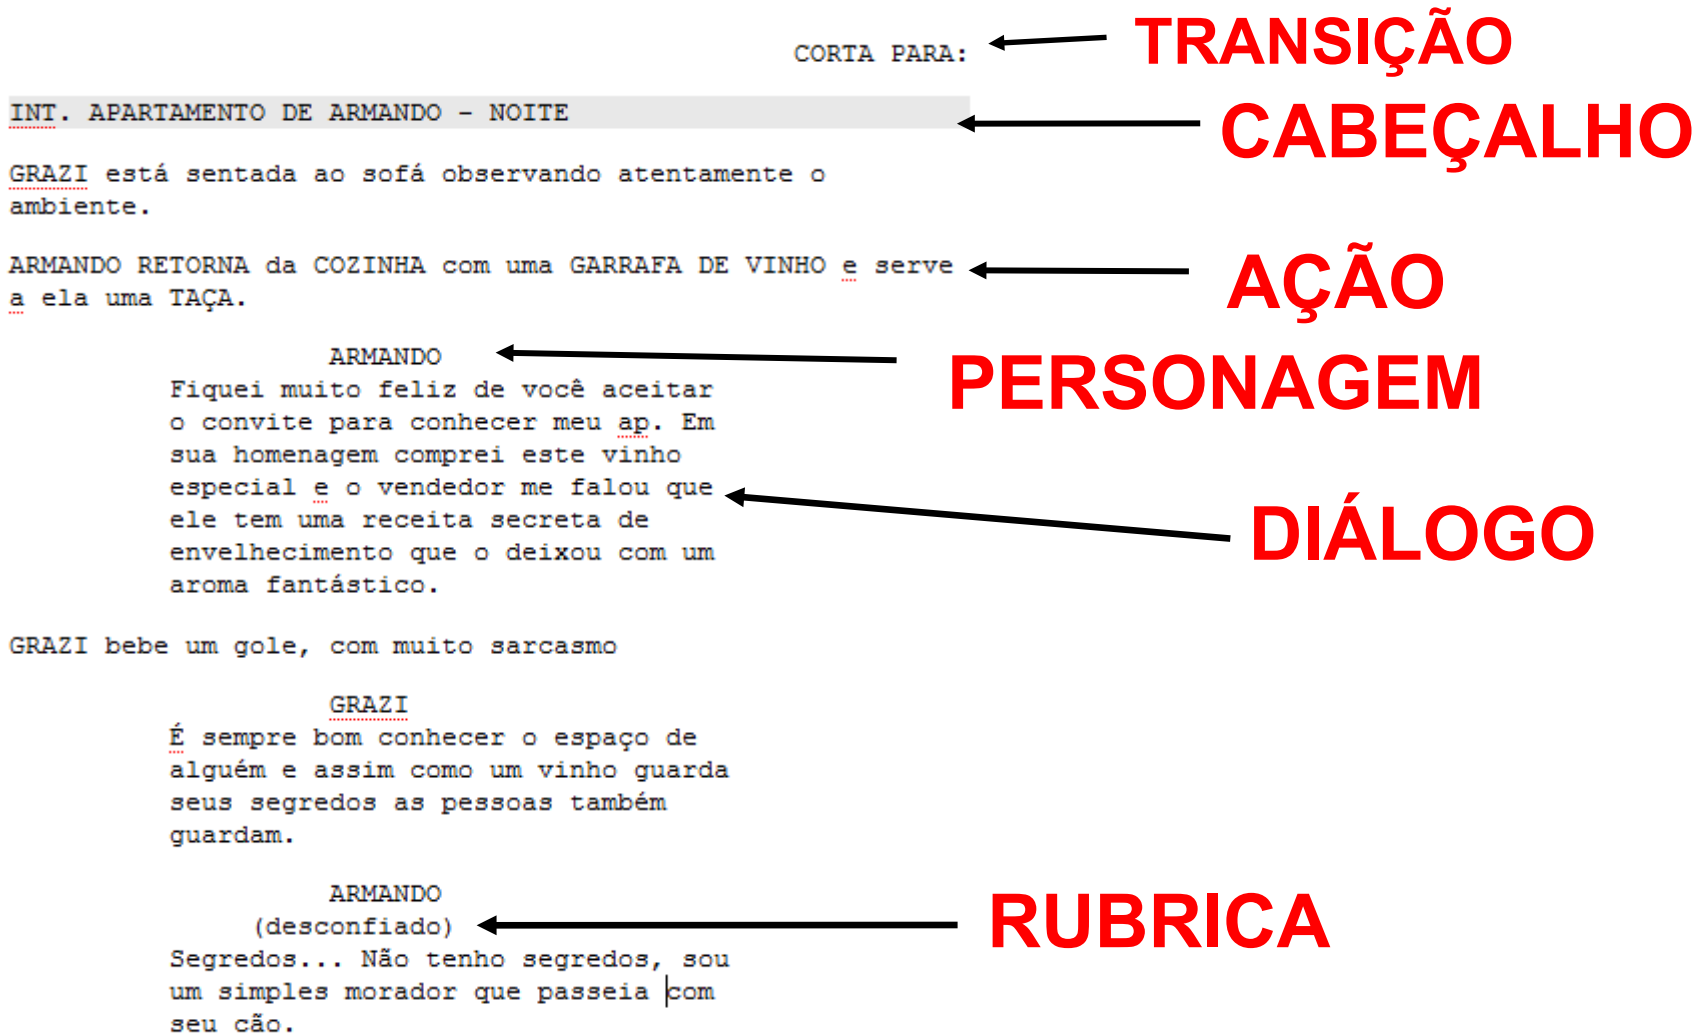 CORTA PARA:
TRANSIÇÃO
INT. APARTAMENTO DE ARMANDO - NOITE
CABEÇALHO
GRAZI está sentada ao sofá observando atentamente o
ambiente.
ARMANDO RETORNA da COZINHA com uma GARRAFA DE VINHO e serve
a ela uma TAÇA.
AÇÃO
ARMANDO
PERSONAGEM
Fiquei muito feliz de você aceitar
o convite para conhecer meu ap. Em
sua homenagem comprei este vinho
especial e o vendedor me falou que
ele tem uma receita secreta de
envelhecimento que o deixou com um
aroma fantástico.
DIÁLOGO
GRAZI bebe um gole, com muito sarcasmo
GRAZI
É sempre bom conhecer o espaço de
alguém e assim como um vinho guarda
seus segredos as pessoas também
guardam.
ARMANDO
(desconfiado)
RUBRICA
Segredos... Não tenho segredos, sou
um simples morador que passeia com
seu cão.